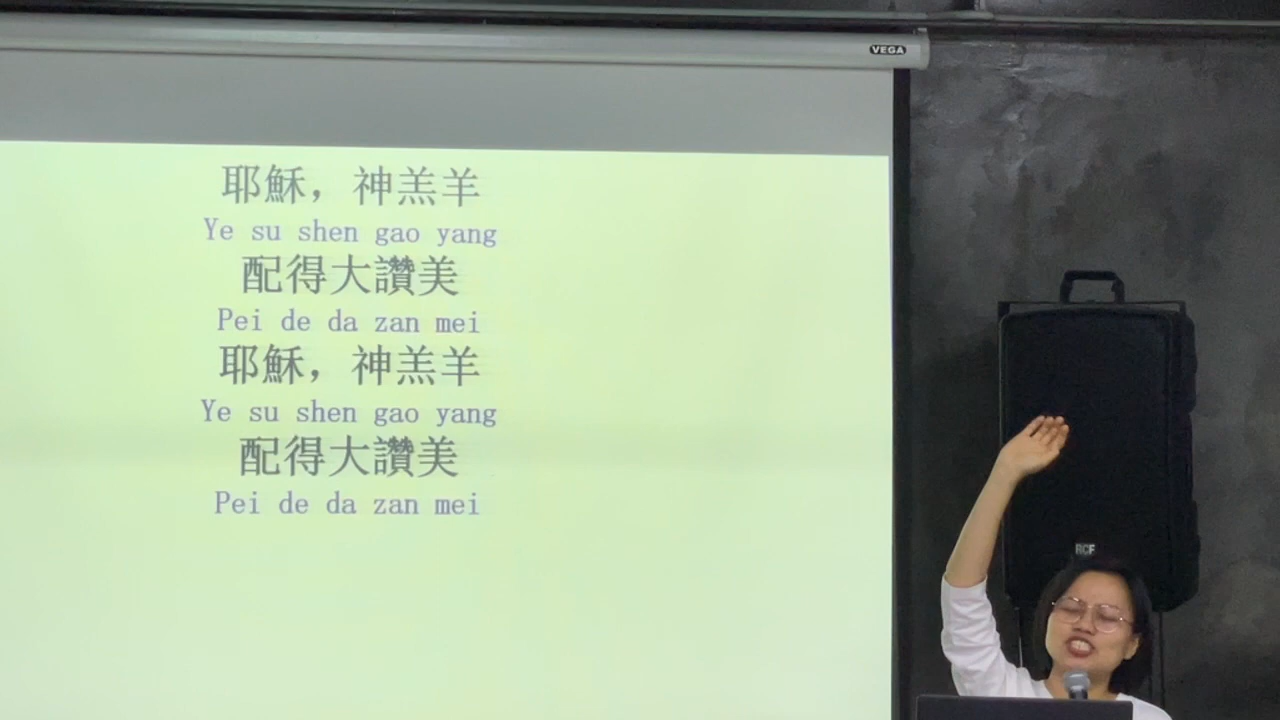 VEGA
耶穌，神羔羊
Ye su shen gao yang
配得大讚美
Pei de da zan mei
耶穌，神羔羊
Ye su shen gao yang
配得大讚美
Pei de da zan mei
RCF